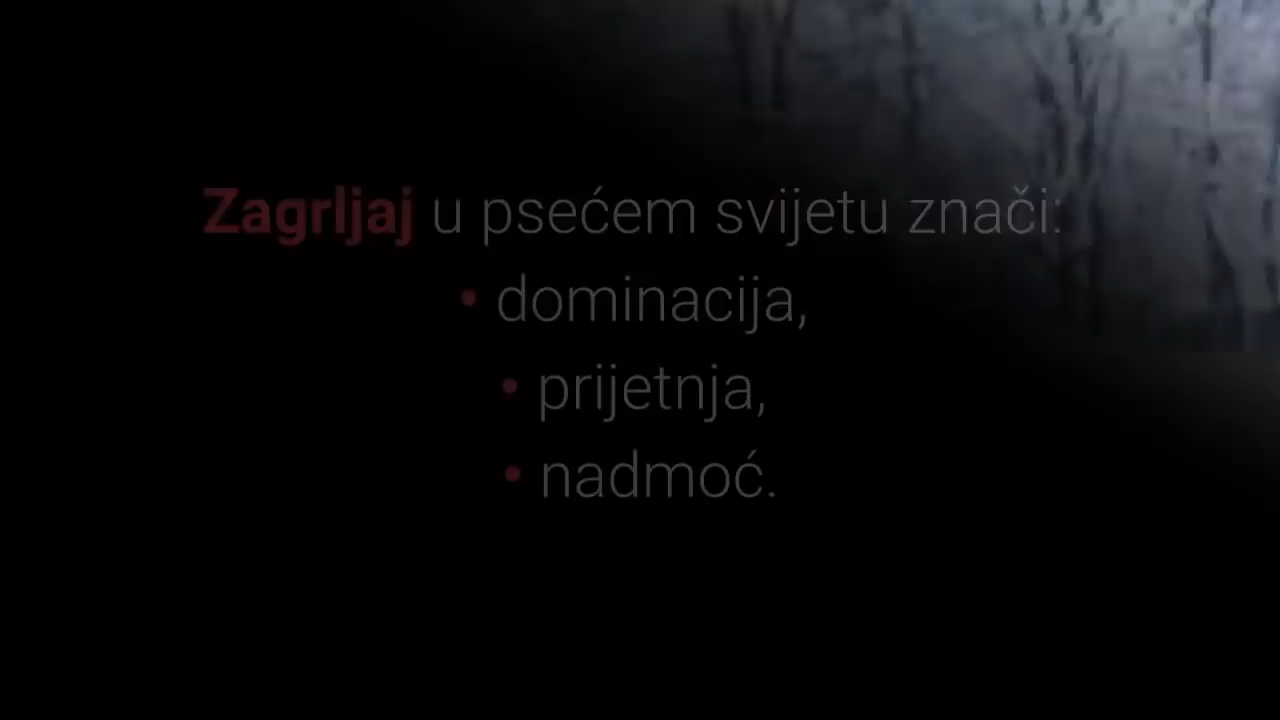 Zagrljaj u psećem svijetu znači:
• dominacija,
• prijetnja,
• nadmoć.